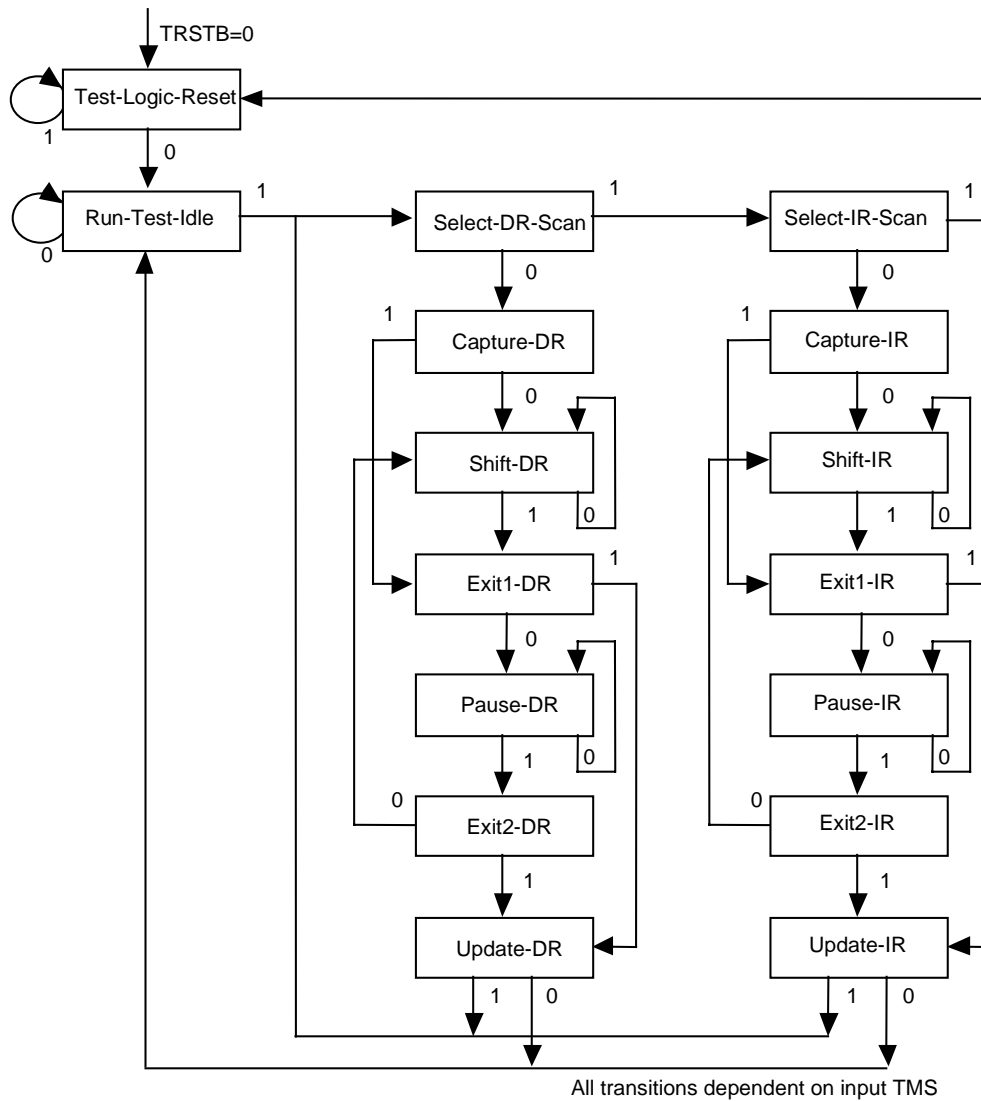 TRSTB=0
Test-Logic-Reset
1
0
Run-Test-Idle
0
1
Select-DR-Scan
1
Select-IR-Scan
1
0
0
1
Capture-DR
1
Capture-IR
0
0
Shift-DR
Shift-IR
1
0
1
0
Exit1-DR
1
Exit1-IR
1
0
0
Pause-DR
Pause-IR
1
0
1
0
0
Exit2-DR
0
Exit2-IR
1
1
Update-DR
Update-IR
1
0
1
0
All transitions dependent on input TMS